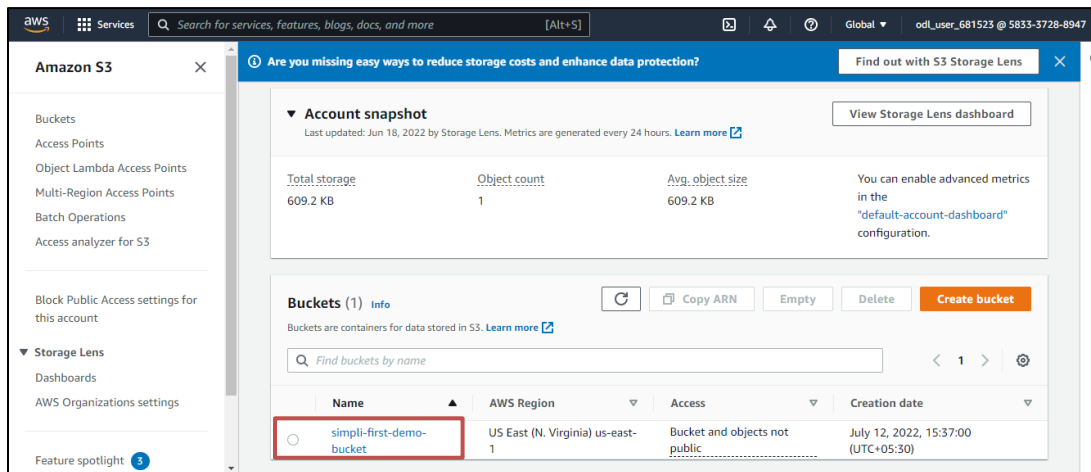 aws
Services
Search for services, features, blogs, docs, and more
[Alt+S]
Global
odl_user_681523 @ 5833-3728-8947
Amazon S3
Buckets
Access Points
Object Lambda Access Points
Multi-Region Access Points
Batch Operations
Access analyzer for S3
Block Public Access settings for
this account
Storage Lens
Dashboards
AWS Organizations settings
Feature spotlight 3
Are you missing easy ways to reduce storage costs and enhance data protection?
Find out with S3 Storage Lens
Account snapshot
Last updated: Jun 18, 2022 by Storage Lens. Metrics are generated every 24 hours. Learn more
View Storage Lens dashboard
Total storage
609.2 KB
Object count
1
Avg. object size
609.2 KB
You can enable advanced metrics
in the
"default-account-dashboard"
configuration.
Buckets (1) Info
Copy ARN
Empty
Delete
Create bucket
Buckets are containers for data stored in S3. Learn more
Find buckets by name
1
Name
AWS Region
Access
Creation date
simpli-first-demo-
bucket
US East (N. Virginia) us-east-
1
Bucket and objects not
public
July 12, 2022, 15:37:00
(UTC+05:30)